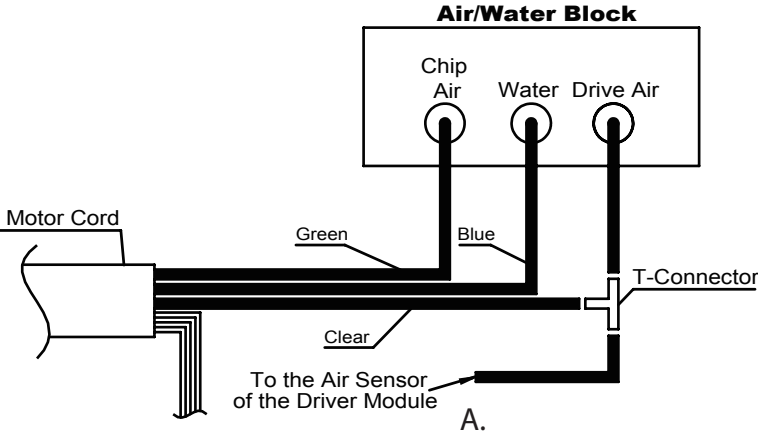 Air/Water Block
Chip
Air
Water
Drive Air
Motor Cord
Green
Blue
T-Connector
Clear
To the Air Sensor
of the Driver Module
A.